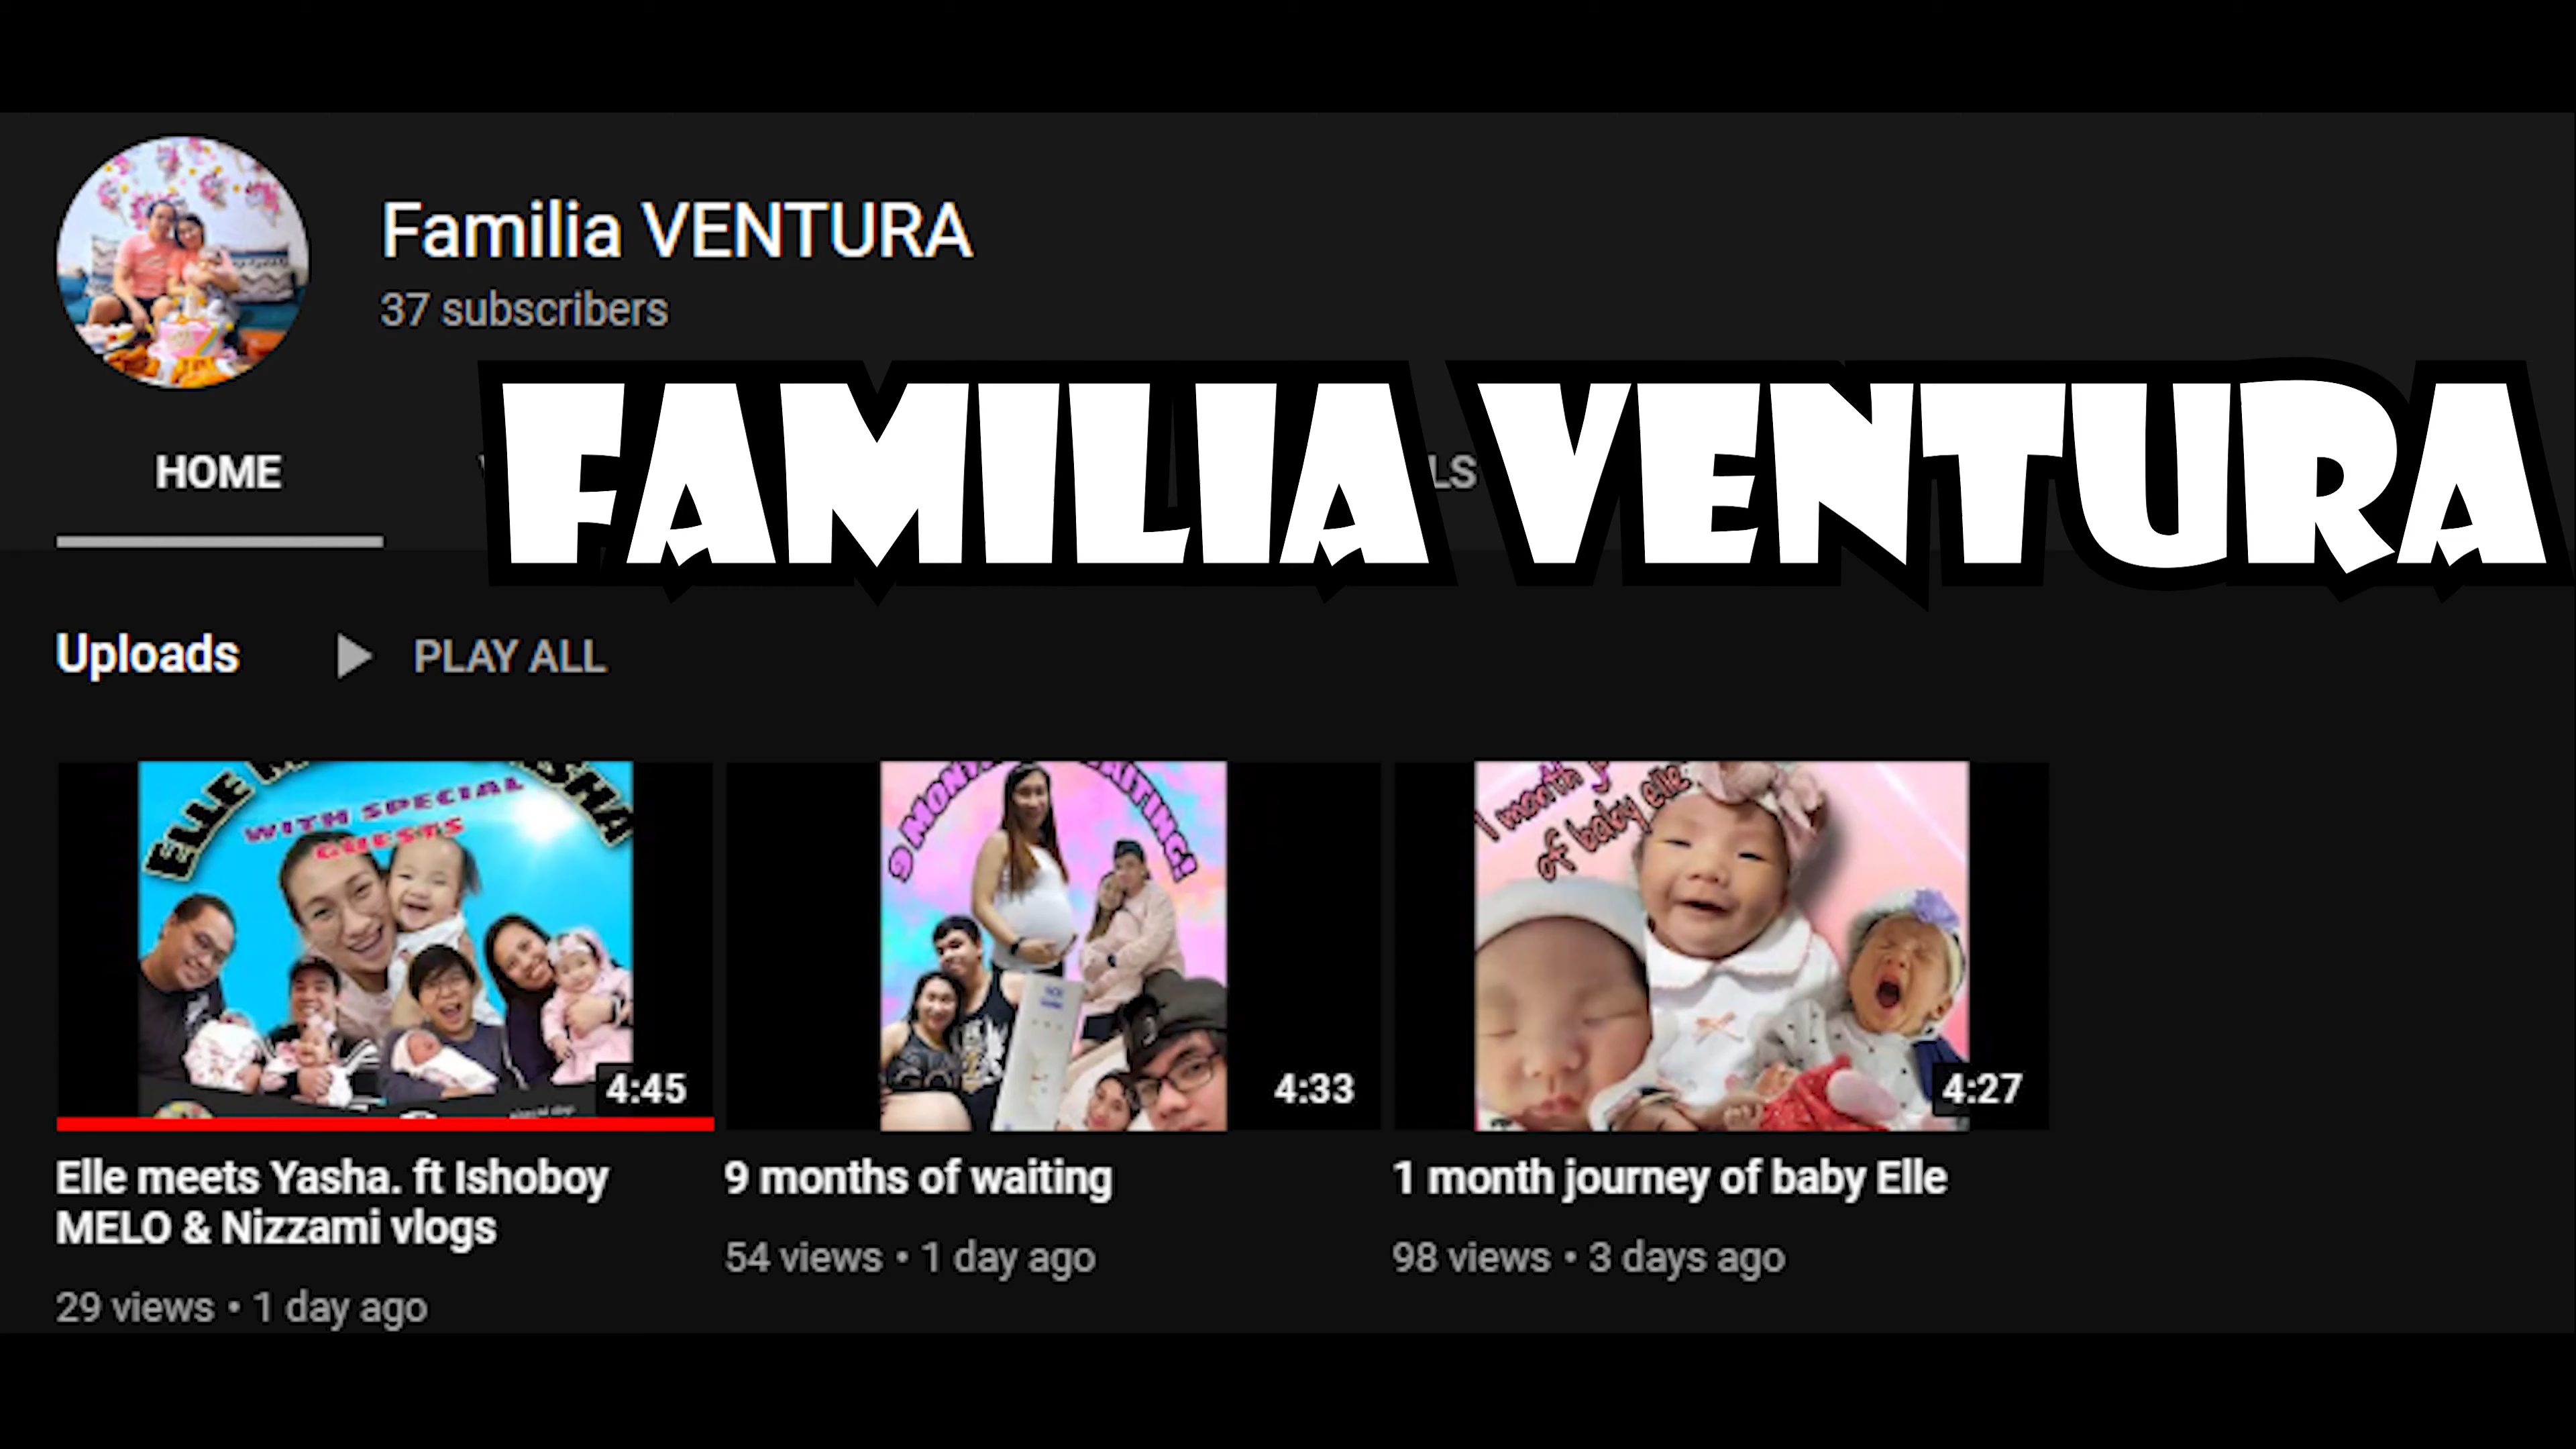 Familia VENTURA
37 subscribers
FAMILIA VENTURA
HOME
LS
Uploads
PLAY ALL
ELLE
WITH SPECIAL
GUESTS
4:45
4:33
1 month
of baby elle
4:27
Elle meets Yasha. ft Ishoboy
MELO & Nizzami vlogs
29 views • 1 day ago
9 months of waiting
54 views • 1 day ago
1 month journey of baby Elle
98 views • 3 days ago